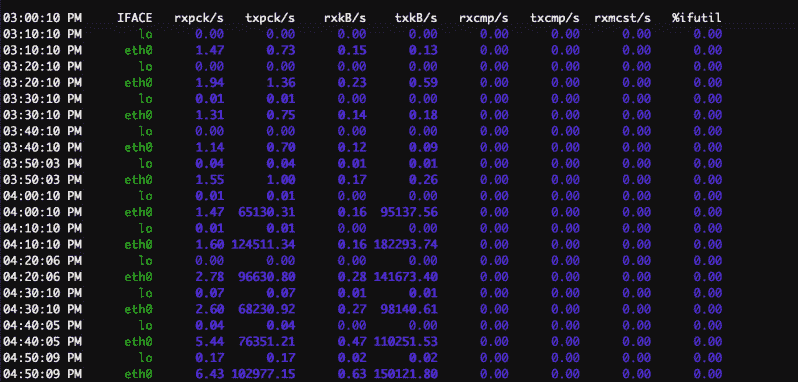 03:00:10 PM IFACE rxpck/s txpck/s rxkB/s txkB/s rxcmp/s txcmp/s rxmcst/s %ifutil
03:10:10 PM lo 0.00 0.00 0.00 0.00 0.00 0.00 0.00 0.00
03:10:10 PM eth0 1.47 0.73 0.15 0.13 0.00 0.00 0.00 0.00
03:20:10 PM lo 0.00 0.00 0.00 0.00 0.00 0.00 0.00 0.00
03:20:10 PM eth0 1.94 1.36 0.23 0.59 0.00 0.00 0.00 0.00
03:30:10 PM lo 0.01 0.01 0.00 0.00 0.00 0.00 0.00 0.00
03:30:10 PM eth0 1.31 0.75 0.14 0.18 0.00 0.00 0.00 0.00
03:40:10 PM lo 0.00 0.00 0.00 0.00 0.00 0.00 0.00 0.00
03:40:10 PM eth0 1.14 0.70 0.12 0.09 0.00 0.00 0.00 0.00
03:50:03 PM lo 0.04 0.04 0.01 0.01 0.00 0.00 0.00 0.00
03:50:03 PM eth0 1.55 1.00 0.17 0.26 0.00 0.00 0.00 0.00
04:00:10 PM lo 0.01 0.01 0.00 0.00 0.00 0.00 0.00 0.00
04:00:10 PM eth0 1.47 65130.31 0.16 95137.56 0.00 0.00 0.00 0.00
04:10:10 PM lo 0.01 0.01 0.00 0.00 0.00 0.00 0.00 0.00
04:10:10 PM eth0 1.60 124511.34 0.16 182293.74 0.00 0.00 0.00 0.00
04:20:06 PM lo 0.00 0.00 0.00 0.00 0.00 0.00 0.00 0.00
04:20:06 PM eth0 2.78 96630.80 0.28 141673.40 0.00 0.00 0.00 0.00
04:30:10 PM lo 0.07 0.07 0.01 0.01 0.00 0.00 0.00 0.00
04:30:10 PM eth0 2.60 68230.92 0.27 98140.61 0.00 0.00 0.00 0.00
04:40:05 PM lo 0.04 0.04 0.00 0.00 0.00 0.00 0.00 0.00
04:40:05 PM eth0 5.44 76351.21 0.47 110251.53 0.00 0.00 0.00 0.00
04:50:09 PM lo 0.17 0.17 0.02 0.02 0.00 0.00 0.00 0.00
04:50:09 PM eth0 6.43 102977.15 0.63 150121.80 0.00 0.00 0.00 0.00